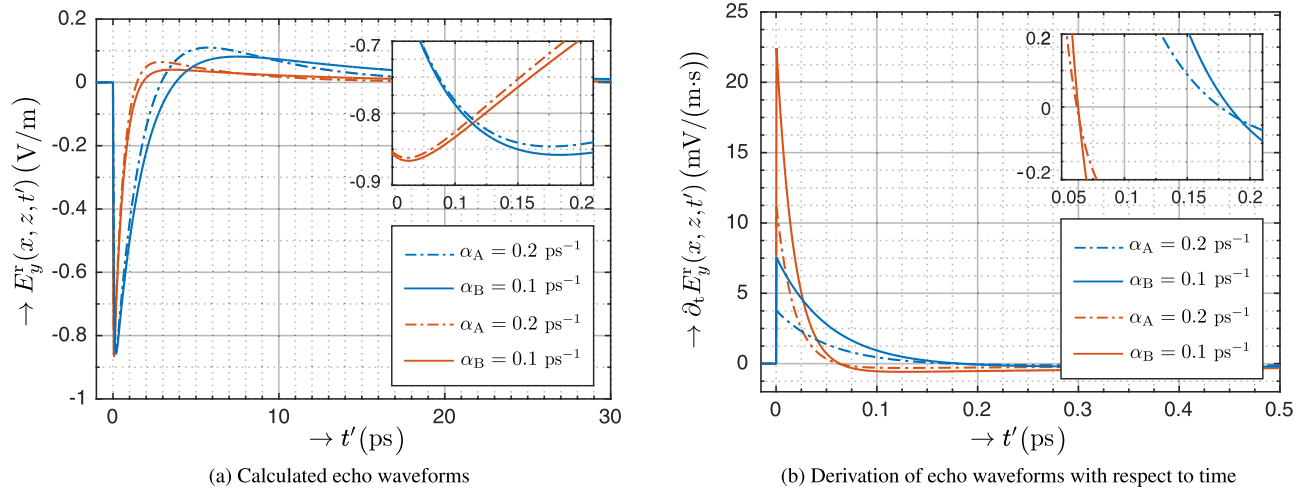 0.2
0
-0.2
-0.4
-0.6
-0.8
-1
→ E_y^r(x, z, t′) (V/m)
-0.7
-0.8
-0.9
0
0.1
0.15
0.2
α_A = 0.2 ps⁻¹
α_B = 0.1 ps⁻¹
α_A = 0.2 ps⁻¹
α_B = 0.1 ps⁻¹
0 10 20 30
→ t′(ps)
(a) Calculated echo waveforms
25
20
15
10
5
0
→ ∂_t E_y^r(x, z, t′) (mV/(m·s))
0.2
0
-0.2
0.05 0.1 0.15 0.2
α_A = 0.2 ps⁻¹
α_B = 0.1 ps⁻¹
α_A = 0.2 ps⁻¹
α_B = 0.1 ps⁻¹
0 0.1 0.2 0.3 0.4 0.5
→ t′(ps)
(b) Derivation of echo waveforms with respect to time